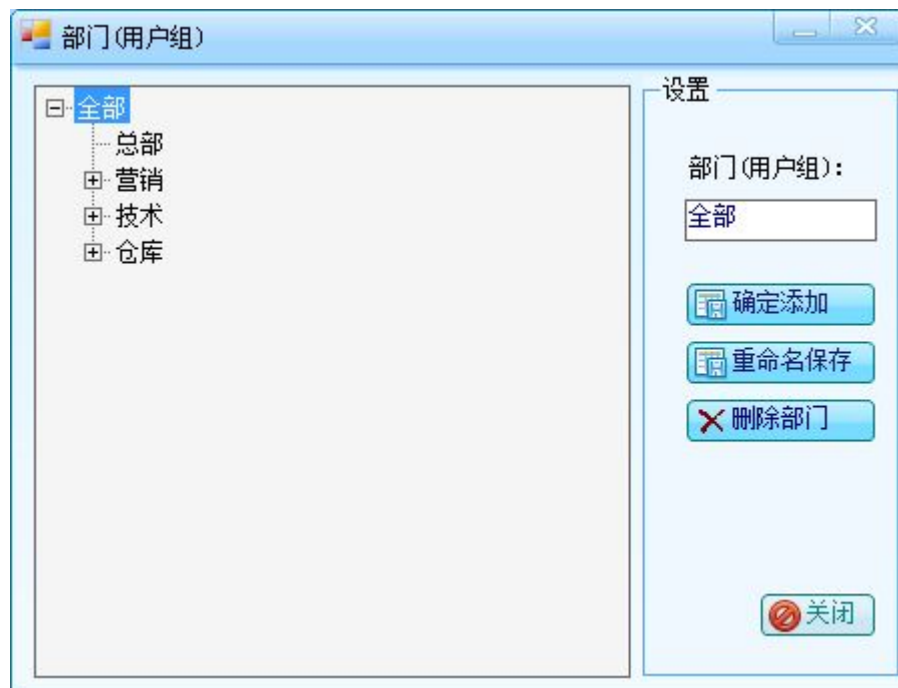 部门(用户组)
全部
总部
营销
技术
仓库
设置
部门(用户组):
全部
确定添加
重命名保存
删除部门
关闭